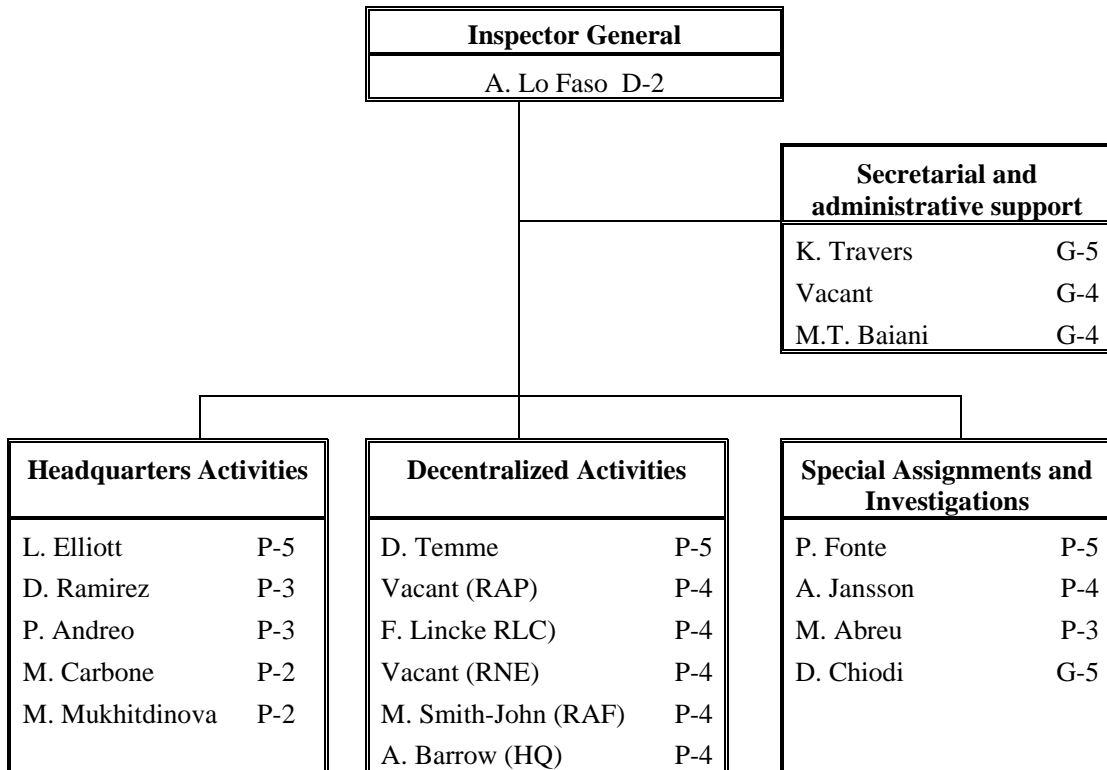 Inspector General
A. Lo Faso D-2
Secretarial and
administrative support
K. Travers G-5
Vacant G-4
M.T. Baiani G-4
Headquarters Activities
L. Elliott P-5
D. Ramirez P-3
P. Andreo P-3
M. Carbone P-2
M. Mukhitdinova P-2
Decentralized Activities
D. Temme P-5
Vacant (RAP) P-4
F. Lincke RLC) P-4
Vacant (RNE) P-4
M. Smith-John (RAF) P-4
A. Barrow (HQ) P-4
Special Assignments and
Investigations
P. Fonte P-5
A. Jansson P-4
M. Abreu P-3
D. Chiodi G-5